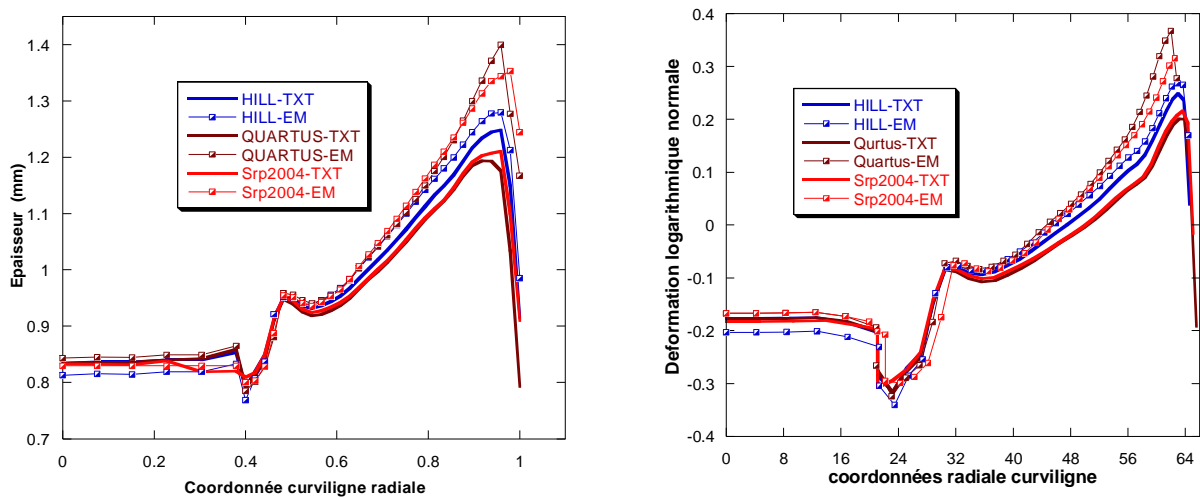 1.4
1.3
1.2
1.1
1
0.9
0.8
0.7
Epaisseur (mm)
HILL-TXT
HILL-EM
QUARTUS-TXT
QUARTUS-EM
Srp2004-TXT
Srp2004-EM
0 0.2 0.4 0.6 0.8 1
Coordonnée curviligne radiale
0.4
0.3
0.2
0.1
0
-0.1
-0.2
-0.3
-0.4
Deformation logarithmique normale
HILL-TXT
HILL-EM
Qurtus-TXT
Quartus-EM
Srp2004-TXT
Srp2004-EM
0 8 16 24 32 40 48 56 64
coordonnées radiale curviligne